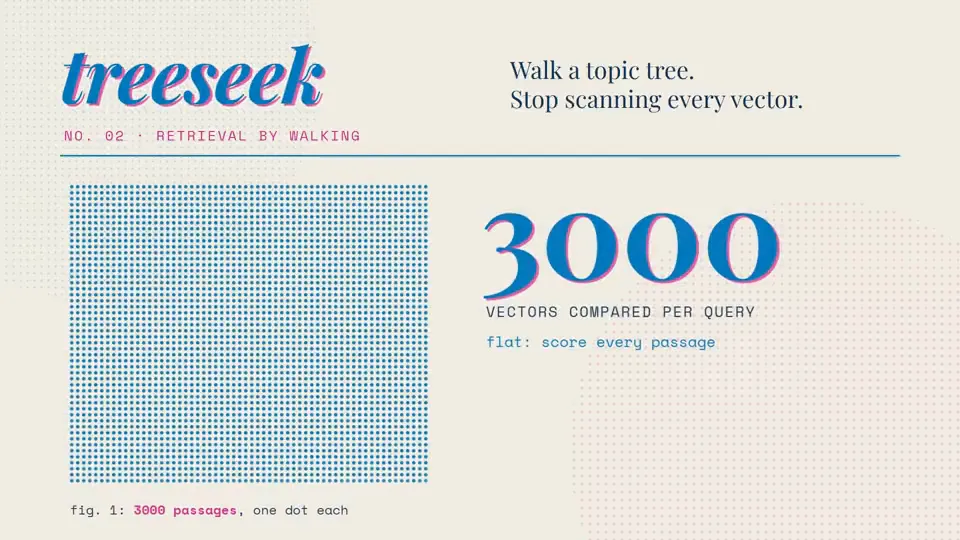 treeseek
NO. 02 · RETRIEVAL BY WALKING
Walk a topic tree.
Stop scanning every vector.
3000
VECTORS COMPARED PER QUERY
flat: score every passage
fig. 1: 3000 passages, one dot each